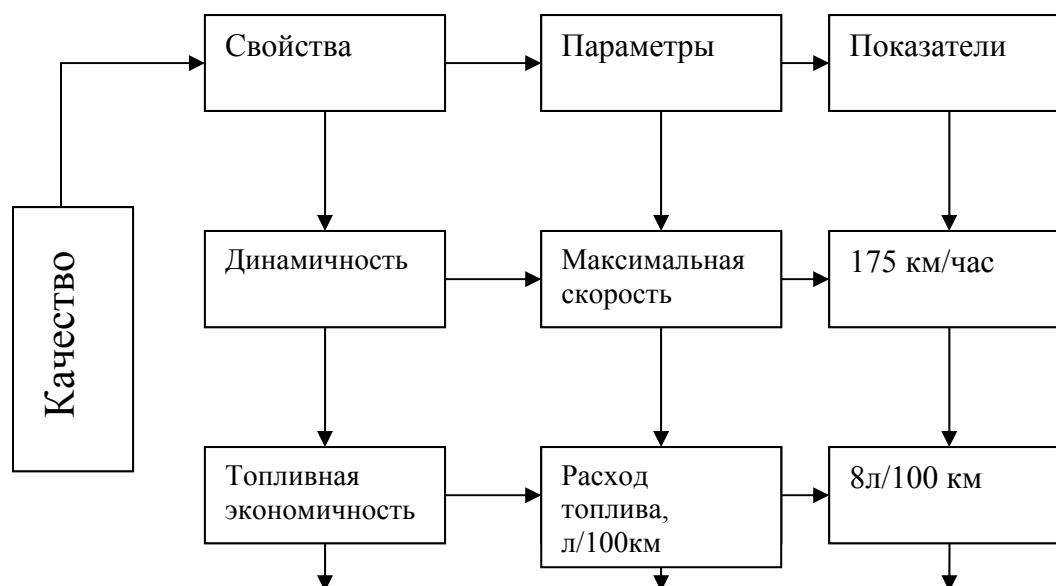 Свойства
Параметры
Показатели
Качество
Динамичность
Максимальная
скорость
175 км/час
Топливная
экономичность
Расход
топлива,
л/100км
8л/100 км